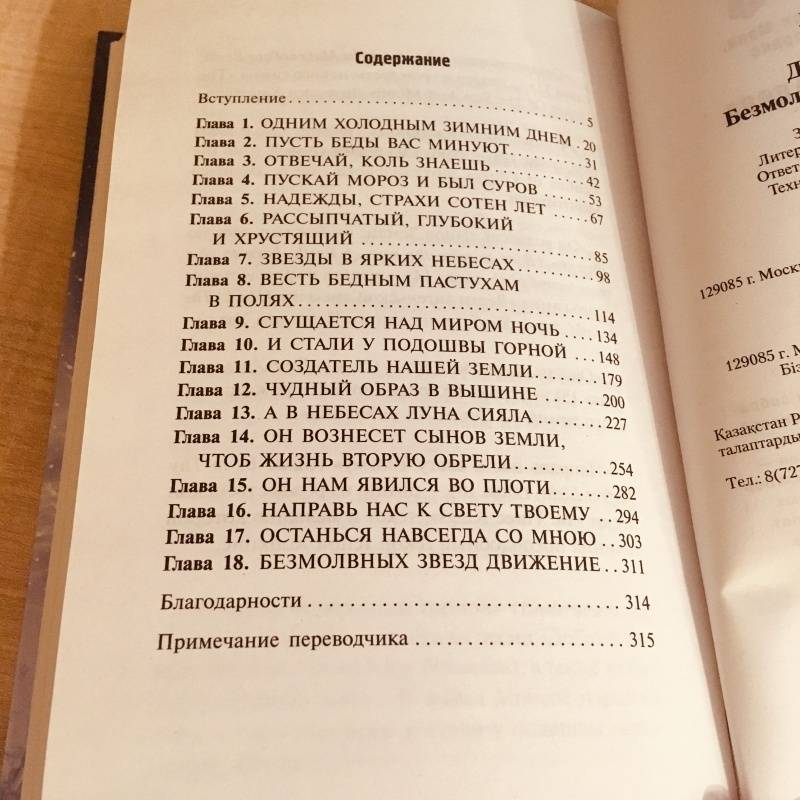 Содержание
Вступление . . . . . . . . . . . . . . . . . . . . . . . . . . . . . . . . . 5
Глава 1. ОДНИМ ХОЛОДНЫМ ЗИМНИМ ДНЕМ . 20
Глава 2. ПУСТЬ БЕДЫ ВАС МИНУЮТ. . . . . . . . . 31
Глава 3. ОТВЕЧАЙ, КОЛЬ ЗНАЕШЬ . . . . . . . . . . . 42
Глава 4. ПУСКАЙ МОРОЗ И БЫЛ СУРОВ . . . . . . 53
Глава 5. НАДЕЖДЫ, СТРАХИ СОТЕН ЛЕТ . . . . . 67
Глава 6. РАССЫПЧАТЫЙ, ГЛУБОКИЙ
И ХРУСТЯЩИЙ . . . . . . . . . . . . . . . . . . . . . . . . 85
Глава 7. ЗВЕЗДЫ В ЯРКИХ НЕБЕСАХ . . . . . . . . . 98
Глава 8. ВЕСТЬ БЕДНЫМ ПАСТУХАМ
В ПОЛЯХ . . . . . . . . . . . . . . . . . . . . . . . . . . . . . 114
Глава 9. СГУЩАЕТСЯ НАД МИРОМ НОЧЬ . . . . 134
Глава 10. И СТАЛИ У ПОДОШВЫ ГОРНОЙ . . . 148
Глава 11. СОЗДАТЕЛЬ НАШЕЙ ЗЕМЛИ. . . . . . . 179
Глава 12. ЧУДНЫЙ ОБРАЗ В ВЫШИНЕ . . . . . . . 200
Глава 13. А В НЕБЕСАХ ЛУНА СИЯЛА . . . . . . . . 227
Глава 14. ОН ВОЗНЕСЕТ СЫНОВ ЗЕМЛИ,
ЧТОБ ЖИЗНЬ ВТОРУЮ ОБРЕЛИ . . . . . . . . . . 254
Глава 15. ОН НАМ ЯВИЛСЯ ВО ПЛОТИ. . . . . . . 282
Глава 16. НАПРАВЬ НАС К СВЕТУ ТВОЕМУ . . 294
Глава 17. ОСТАНЬСЯ НАВСЕГДА СО МНОЮ . . 303
Глава 18. БЕЗМОЛВНЫХ ЗВЕЗД ДВИЖЕНИЕ . . 311
Благодарности . . . . . . . . . . . . . . . . . . . . . . . . . . . 314
Примечание переводчика . . . . . . . . . . . . . . . . . . 315
129085 г. Москв
129085 г. М
Қазақстан Р
талаптарды
Тел.: 8(727